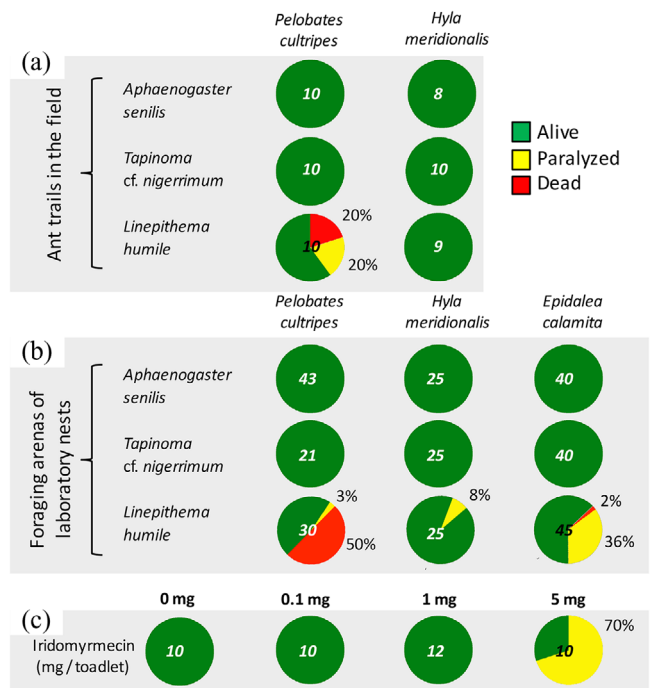 Pelobates cultripes
Hyla meridionalis
(a)
Ant trails in the field
Aphaenogaster senilis
10
8
Tapinoma cf. nigerrimum
10
10
Linepithema humile
10
20%
20%
9
Alive
Paralyzed
Dead
Pelobates cultripes
Hyla meridionalis
Epidalea calamita
(b)
Foraging arenas of laboratory nests
Aphaenogaster senilis
43
25
40
Tapinoma cf. nigerrimum
21
25
40
Linepithema humile
30
3%
50%
25
8%
45
2%
36%
(c)
0 mg
0.1 mg
1 mg
5 mg
Iridomyrmecin (mg / toadlet)
10
10
12
10
70%